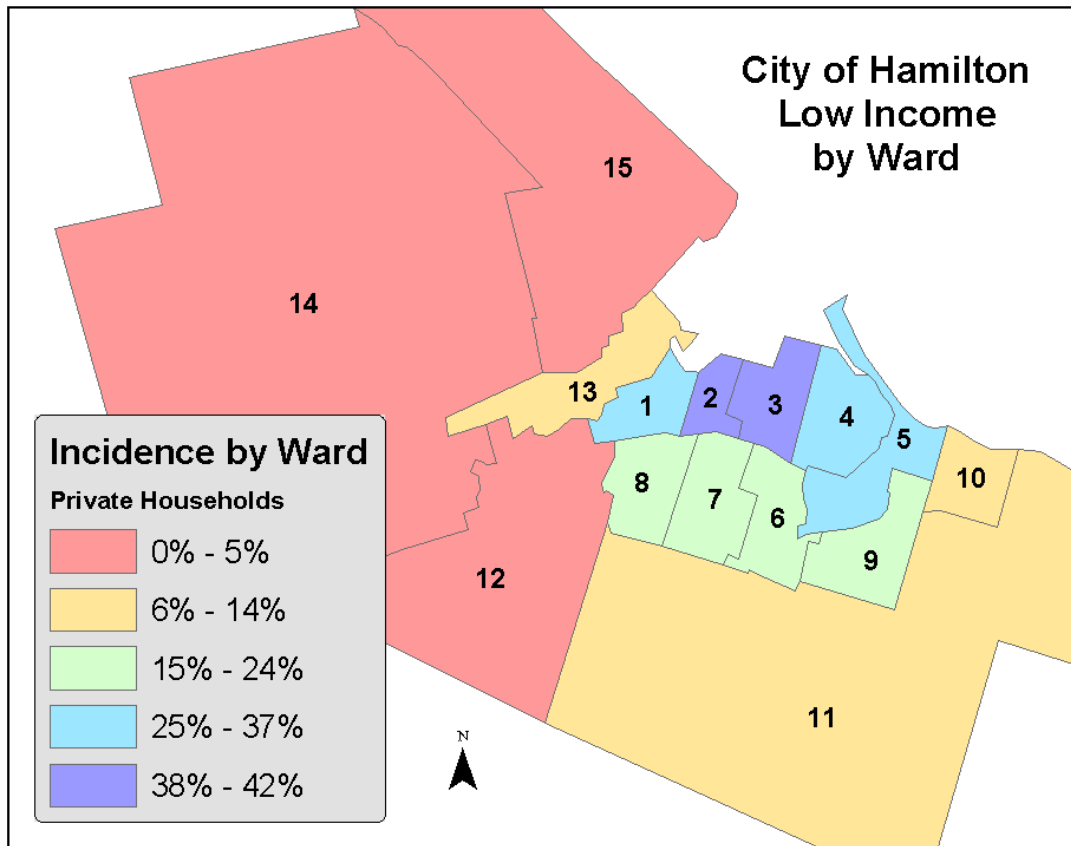 City of Hamilton
Low Income
by Ward
15
14
13
1
2
3
4
5
10
8
7
6
9
12
11
Incidence by Ward
Private Households
0% - 5%
6% - 14%
15% - 24%
25% - 37%
38% - 42%
N